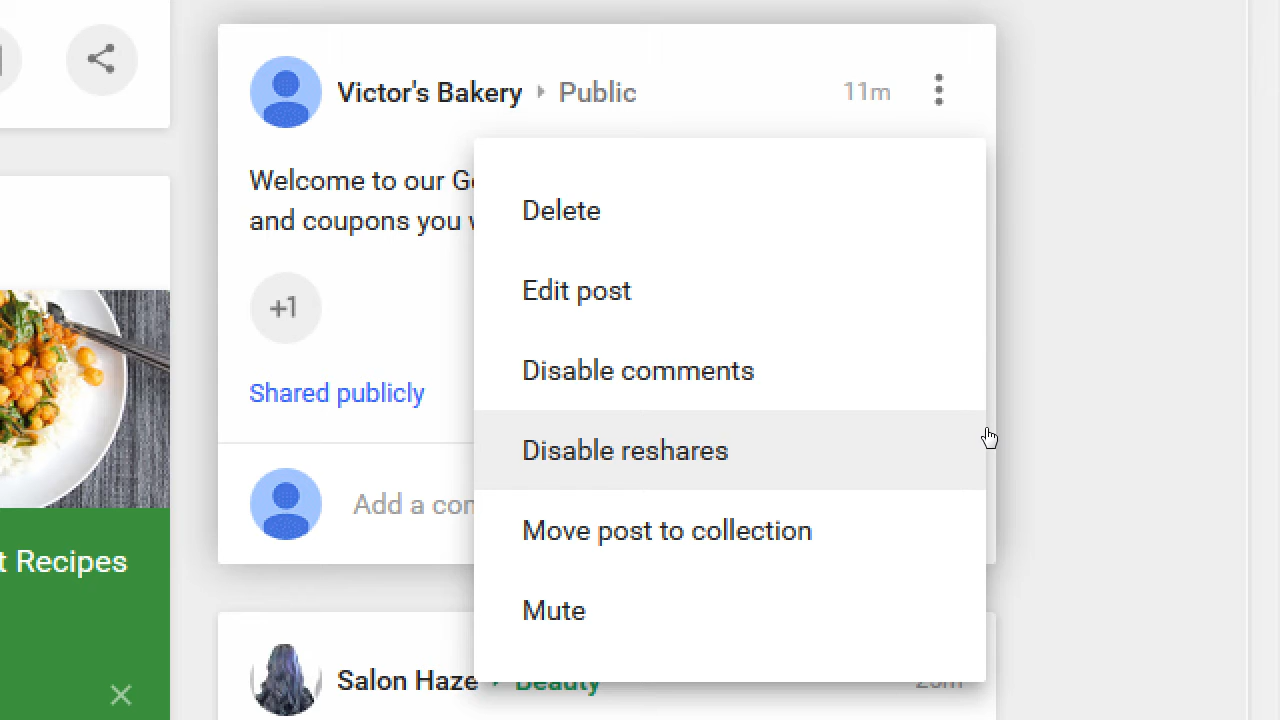 Victor's Bakery
Public
11m
Welcome to our
and coupons you
+1
Shared publicly
Add a
Delete
Edit post
Disable comments
Disable reshares
Move post to collection
Mute
Recipes
Salon Haze
Beauty